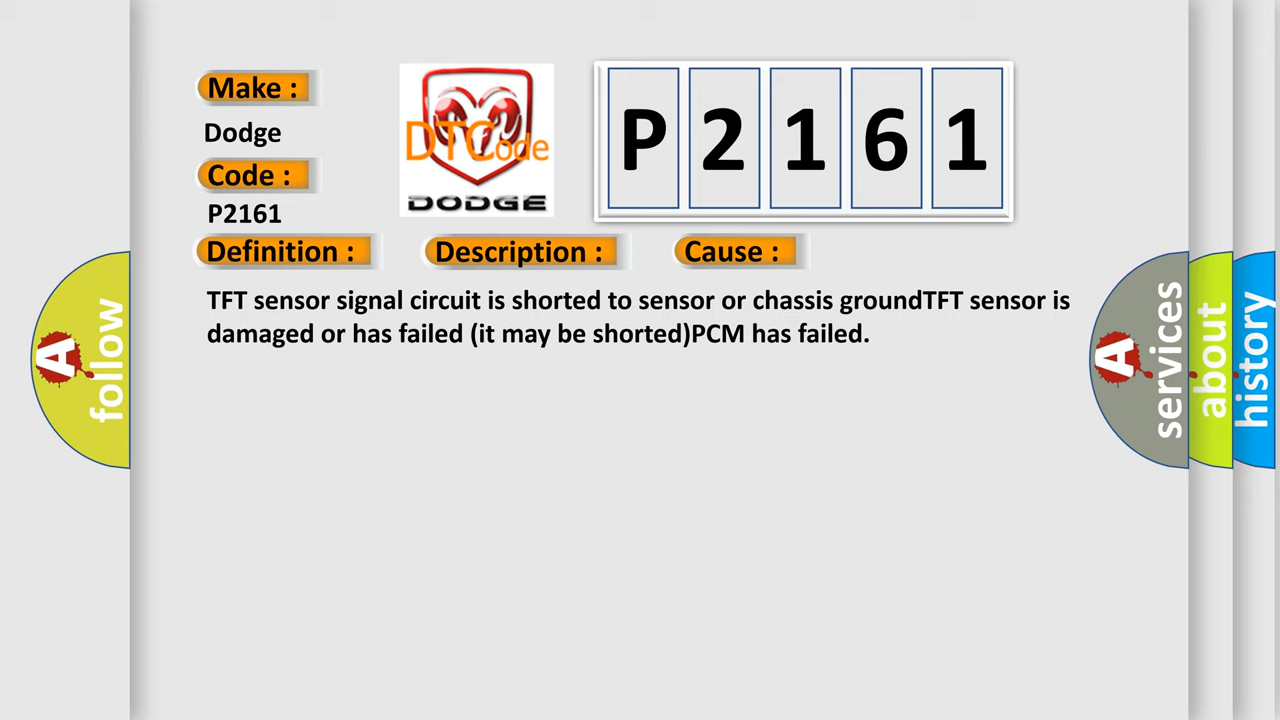 Make :
Dodge
Code :
P2161
DTCode
DODGE
P 2 1 6 1
Definition :
Description :
Cause :
TFT sensor signal circuit is shorted to sensor or chassis groundTFT sensor is
damaged or has failed (it may be shortedPCM has failed.
A follow
A services
about
history